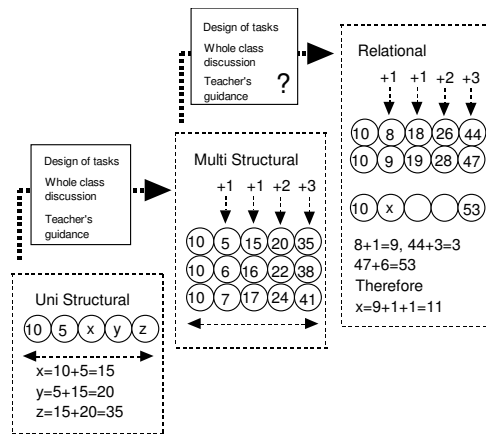 Design of tasks
Whole class
discussion
Teacher's
guidance ?
Relational
+1 +1 +2 +3
10 8 18 26 44
10 9 19 28 47
10 x 53
8+1=9, 44+3=3
47+6=53
Therefore
x=9+1+1=11
Design of tasks
Whole class
discussion
Teacher's
guidance
Multi Structural
+1 +1 +2 +3
10 5 15 20 35
10 6 16 22 38
10 7 17 24 41
Uni Structural
10 5 x y z
x=10+5=15
y=5+15=20
z=15+20=35